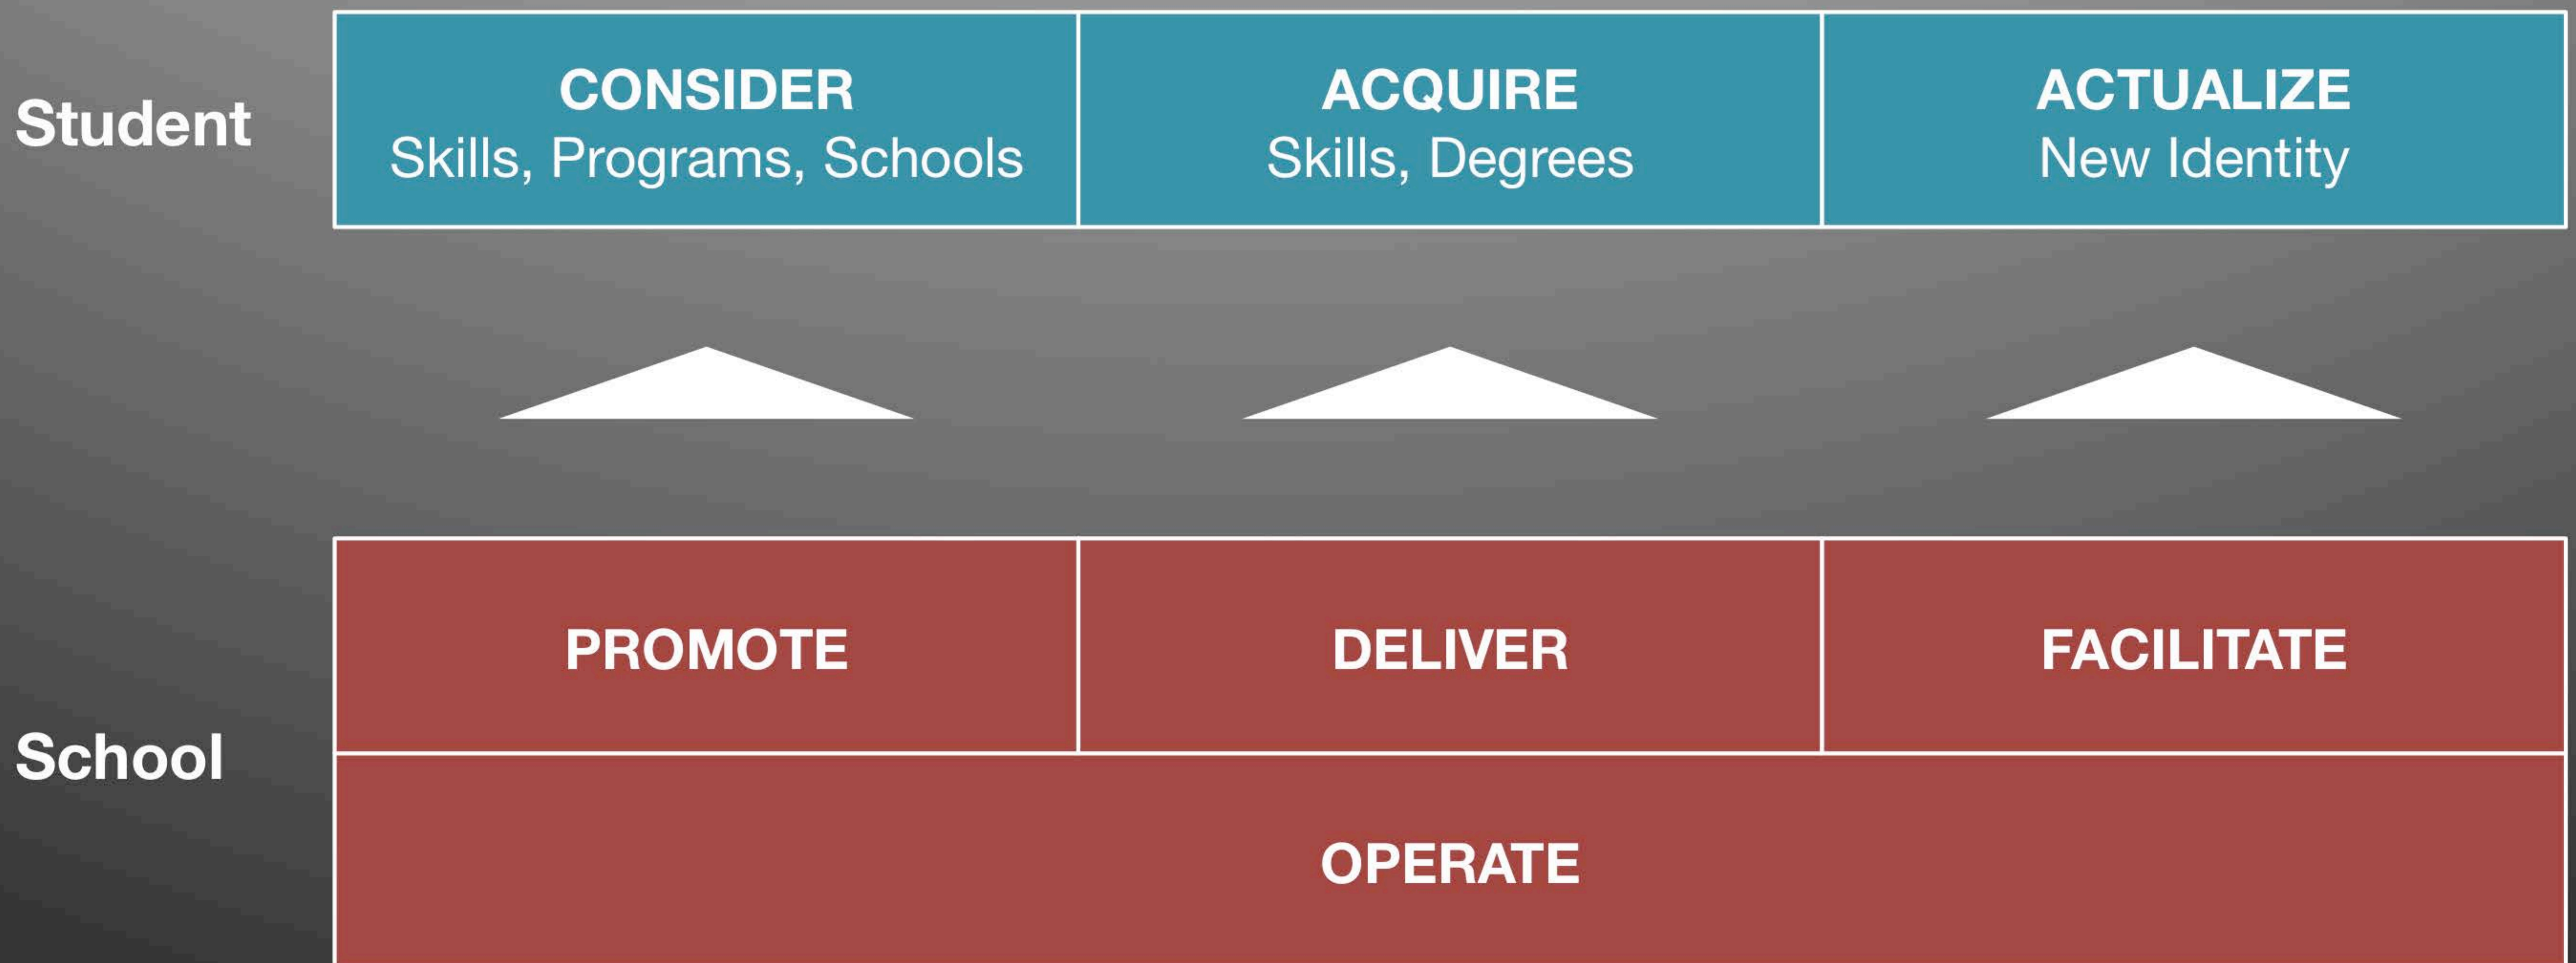 Student
CONSIDER
Skills, Programs, Schools
ACQUIRE
Skills, Degrees
ACTUALIZE
New Identity
School
PROMOTE
DELIVER
FACILITATE
OPERATE